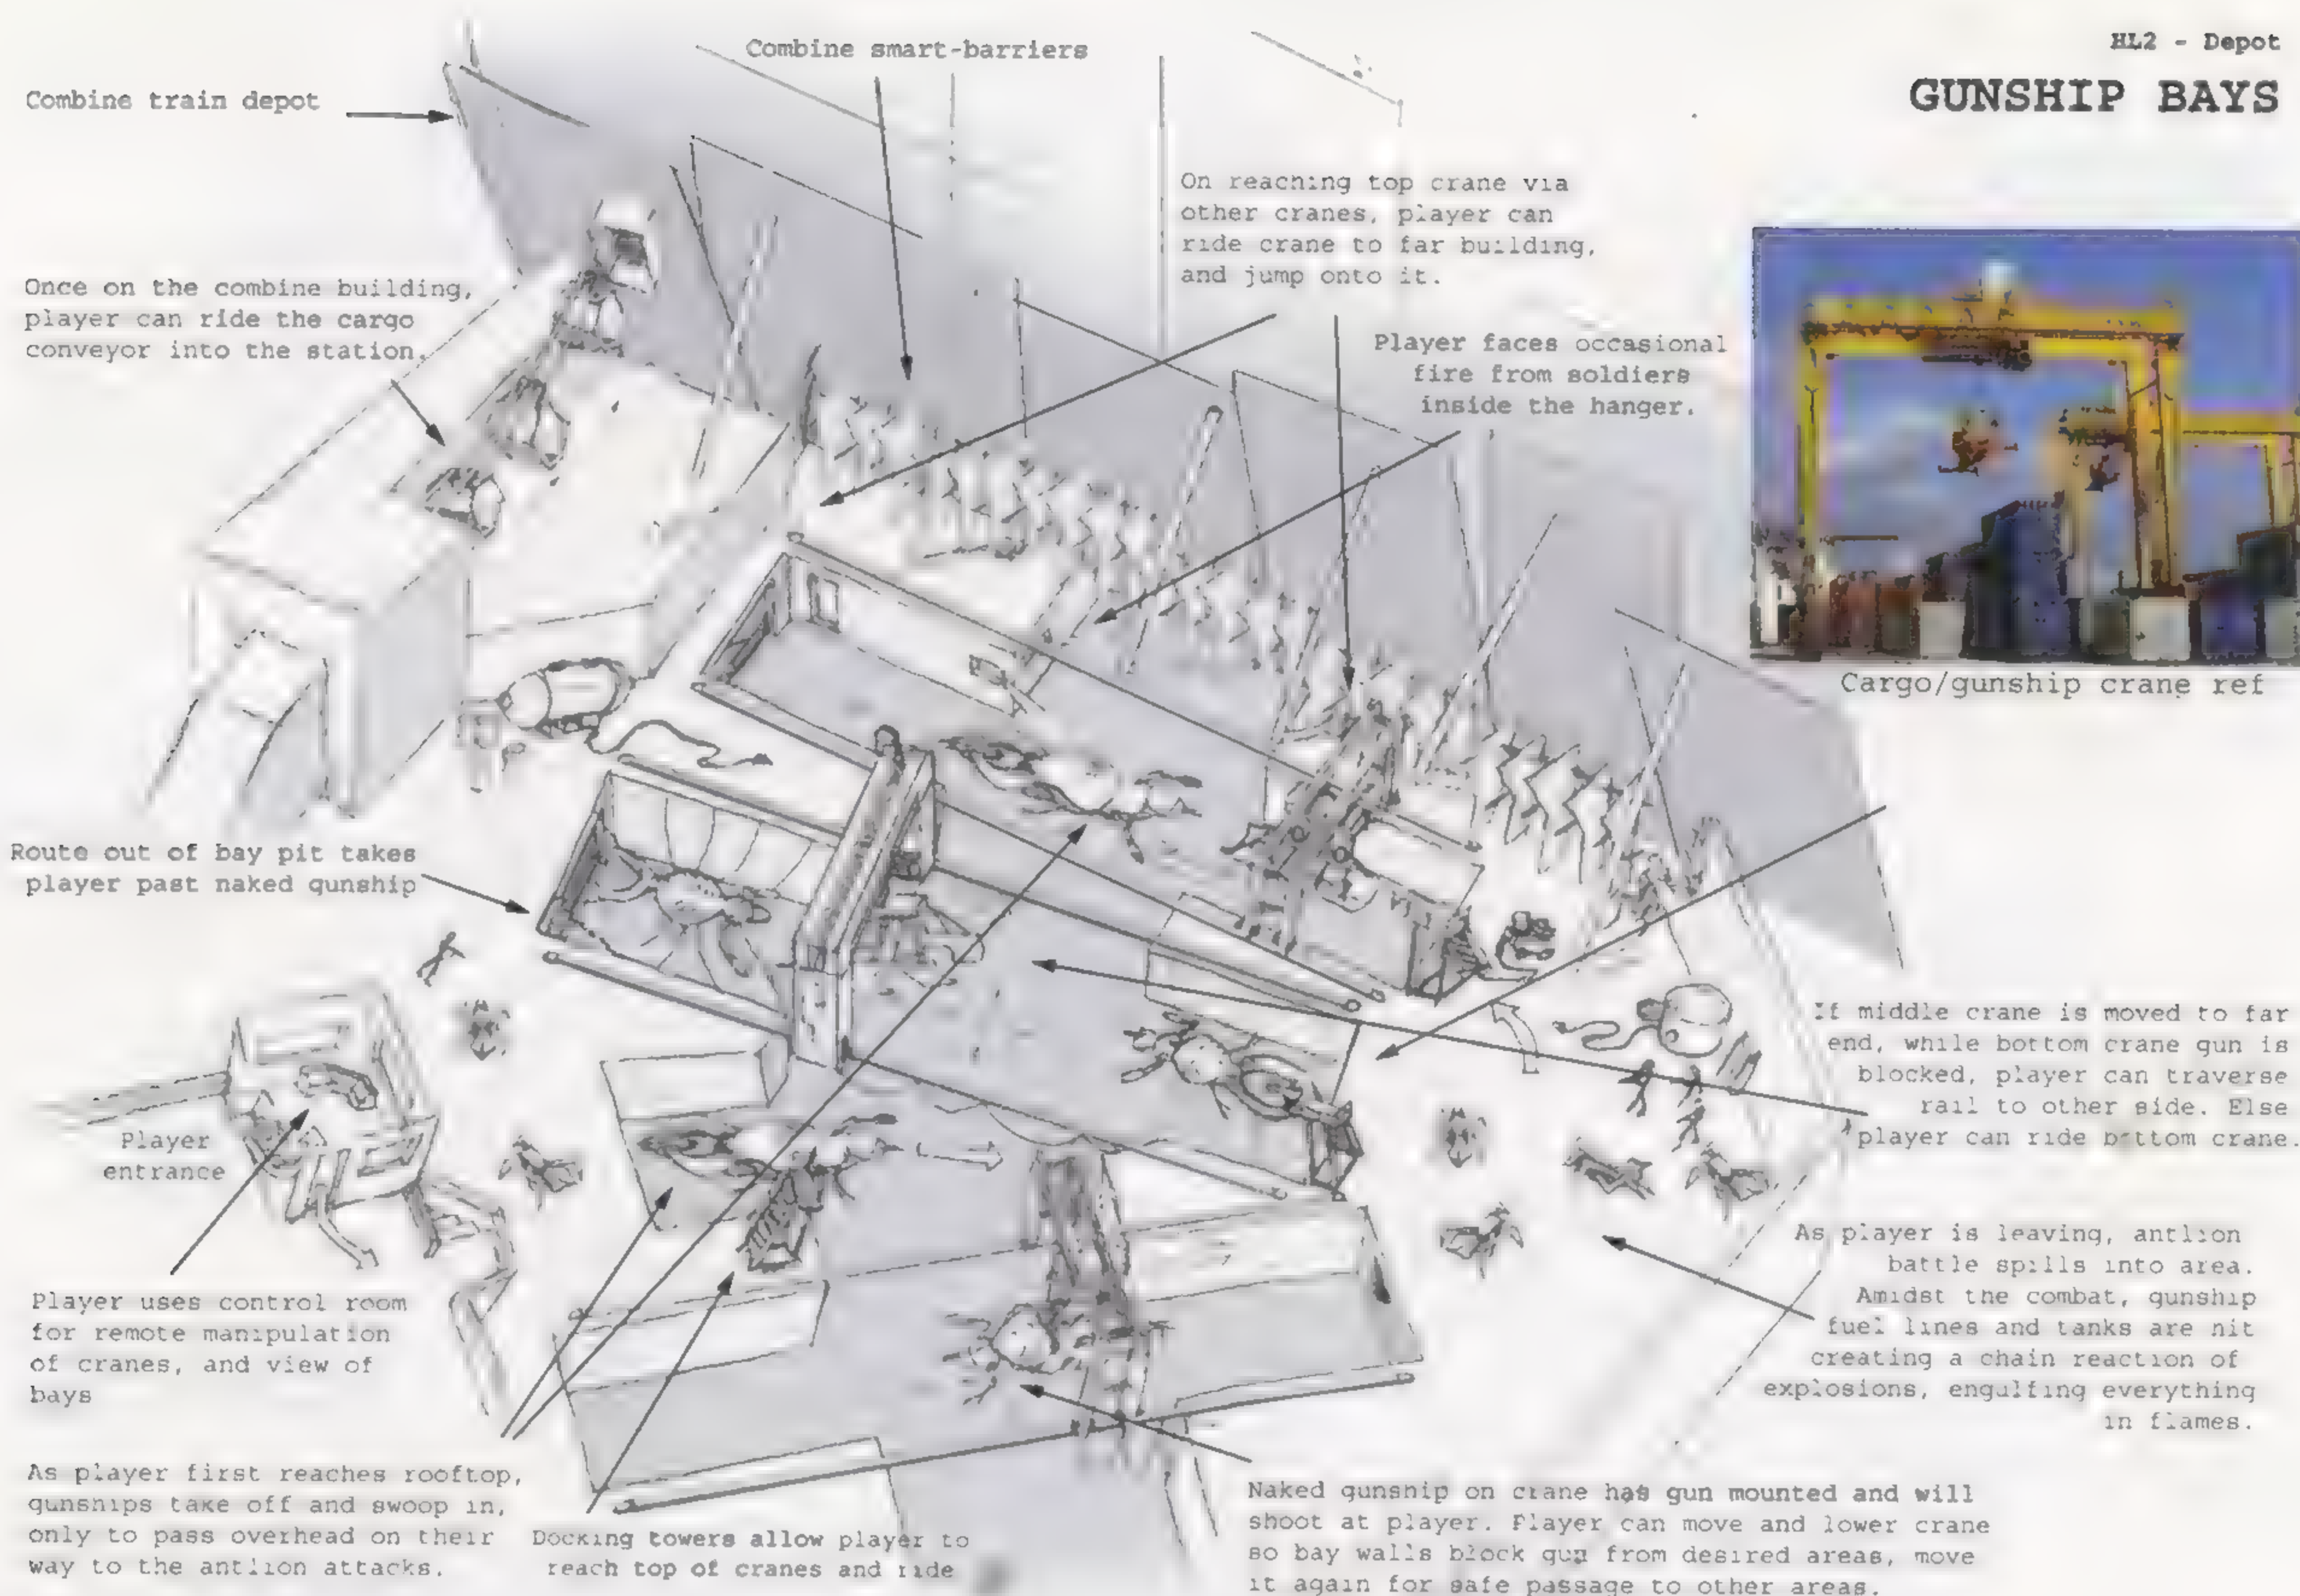 HL2 - Depot
GUNSHIP BAYS
Combine smart-barriers
Combine train depot
On reaching top crane via
other cranes, player can
ride crane to far building,
and jump onto it.
Once on the combine building,
player can ride the cargo
conveyor into the station.
Player faces occasional
fire from soldiers
inside the hanger.
Cargo/gunship crane ref
Route out of bay pit takes
player past naked gunship
If middle crane is moved to far
end, while bottom crane gun is
blocked, player can traverse
rail to other side. Else
player can ride bottom crane.
Player
entrance
As player is leaving, antlion
battle spills into area.
Amidst the combat, gunship
fuel lines and tanks are hit
creating a chain reaction of
explosions, engulfing everything
in flames.
Player uses control room
for remote manipulation
of cranes, and view of
bays
As player first reaches rooftop,
gunships take off and swoop in,
only to pass overhead on their
way to the antlion attacks.
Docking towers allow player to
reach top of cranes and ride
Naked gunship on crane has gun mounted and will
shoot at player. Player can move and lower crane
so bay walls block gun from desired areas, move
it again for safe passage to other areas.